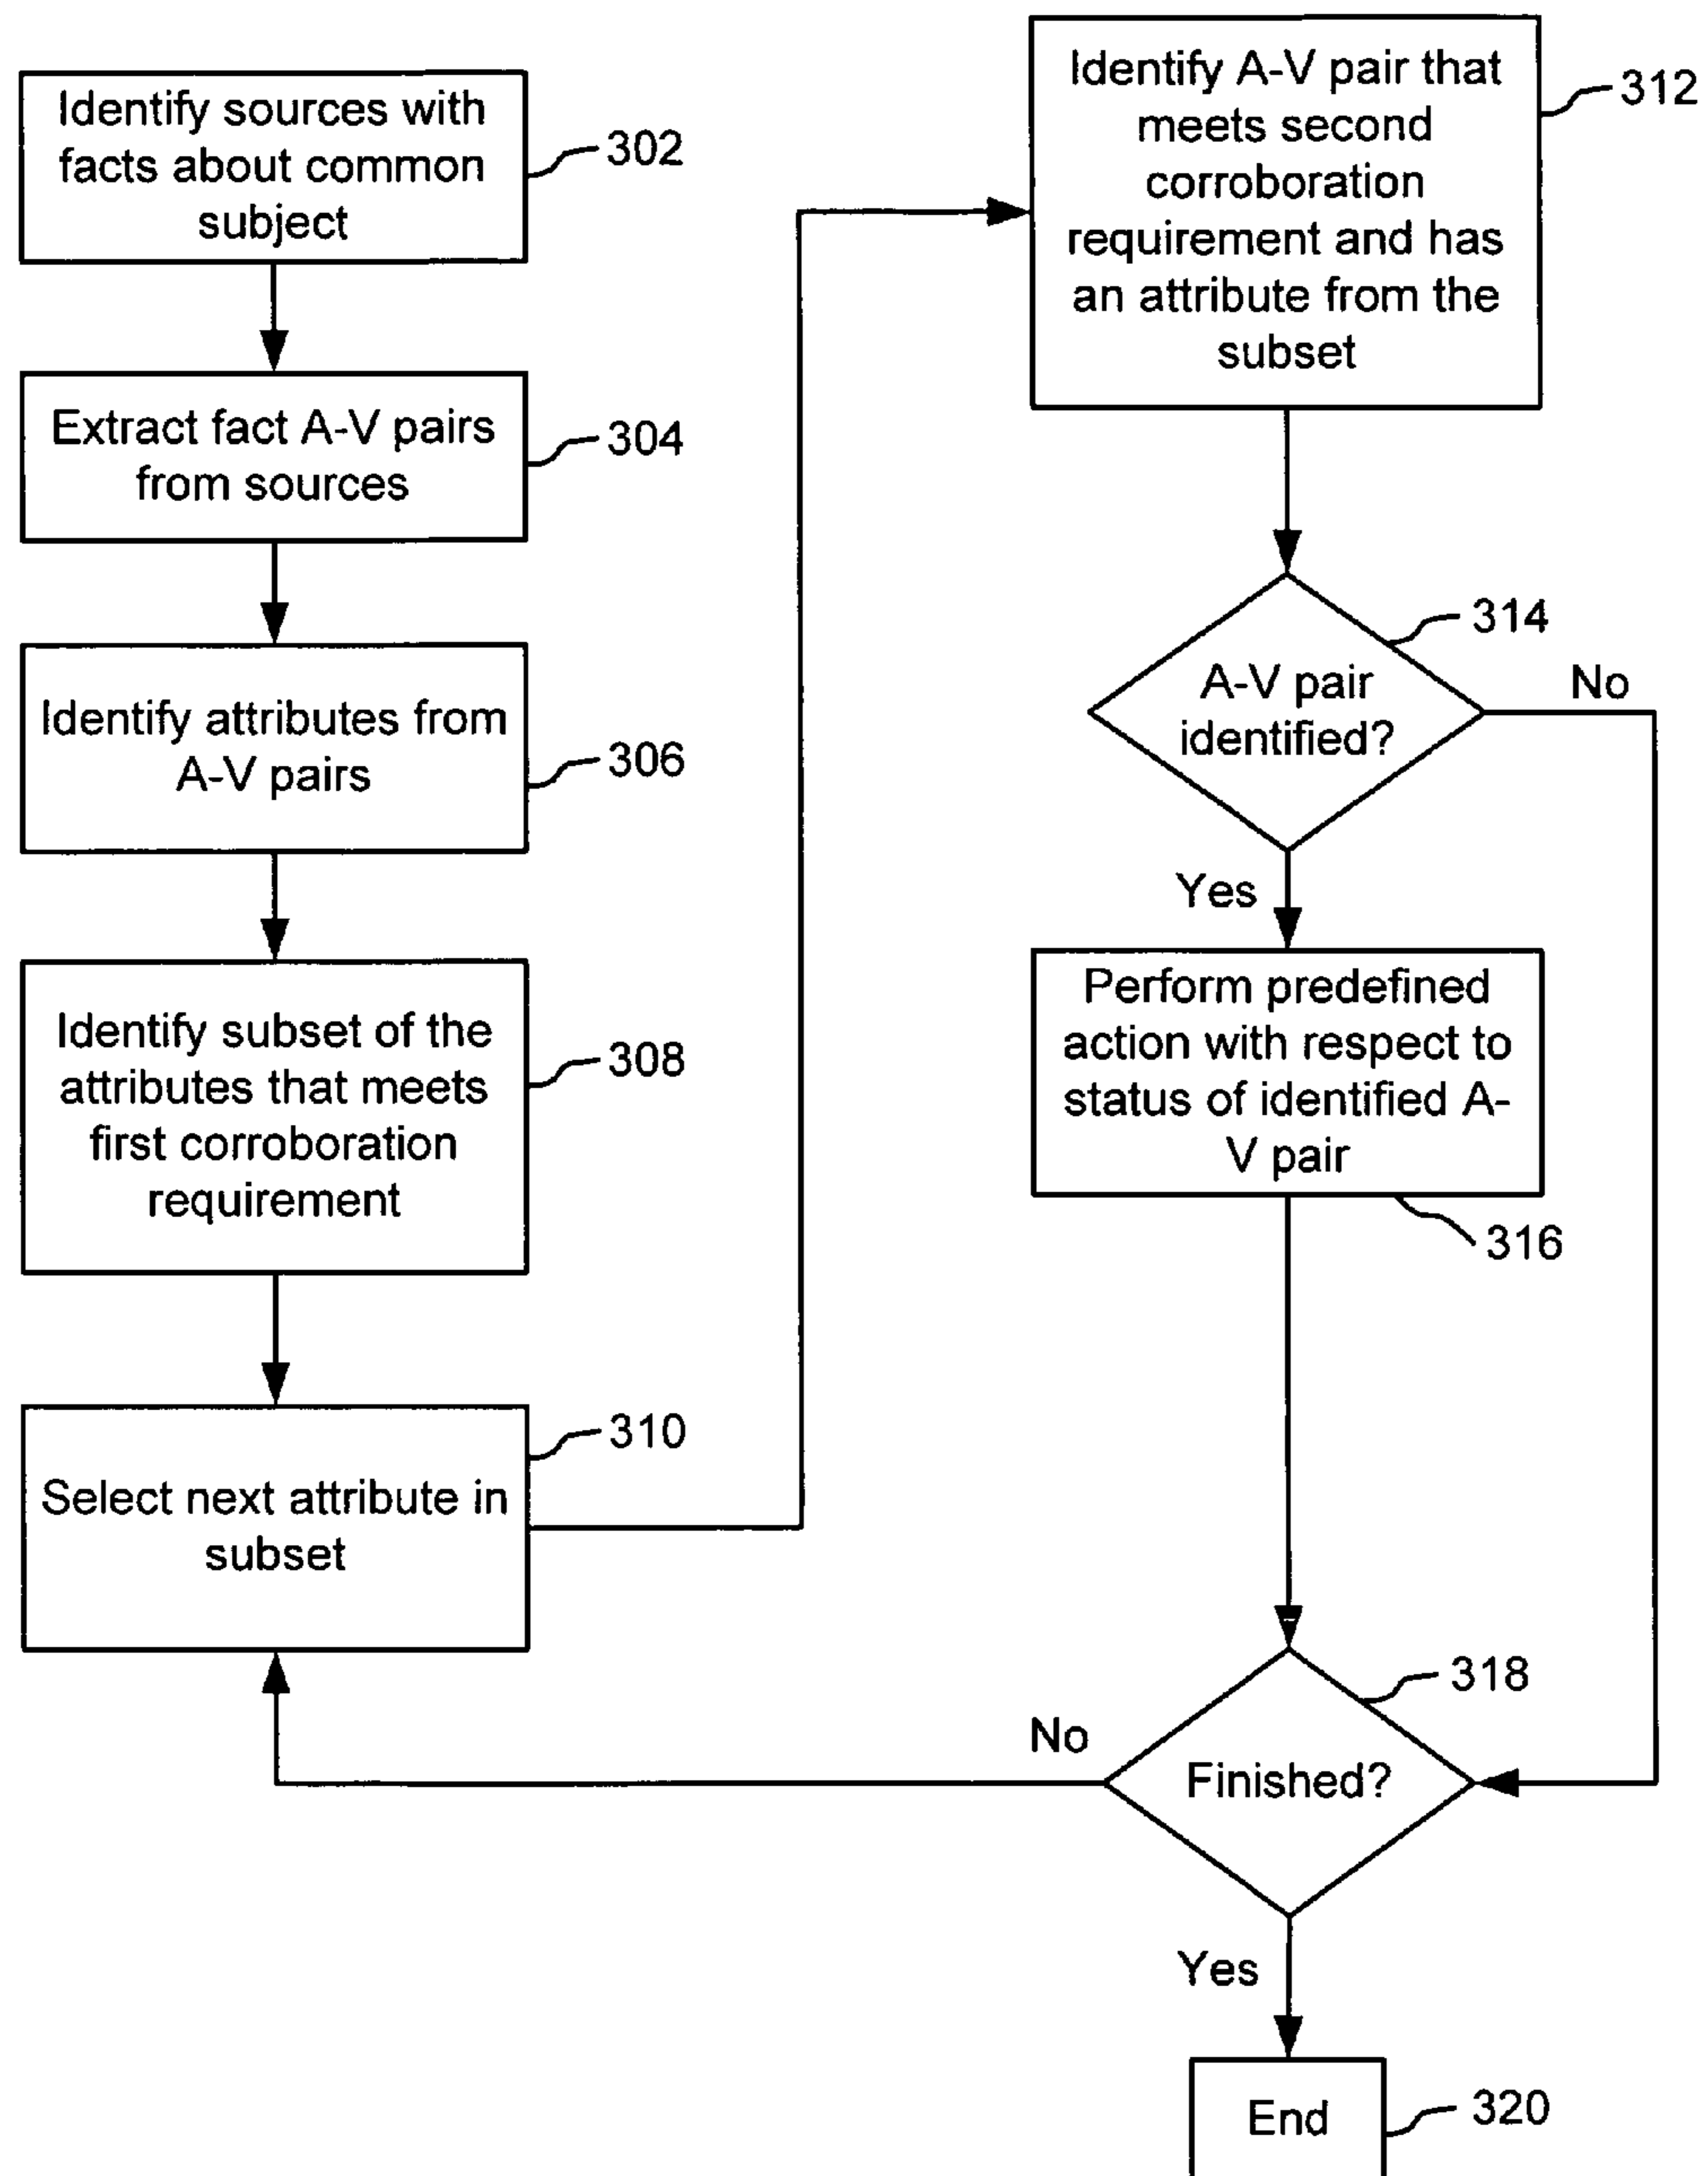 Identify sources with
facts about common
subject
302
Extract fact A-V pairs
from sources
304
Identify attributes from
A-V pairs
306
Identify subset of the
attributes that meets
first corroboration
requirement
308
310
Select next attribute in
subset
Identify A-V pair that
meets second
corroboration
requirement and has
an attribute from the
subset
312
314
A-V pair
identified?
No
Yes
Perform predefined
action with respect to
status of identified A-
V pair
316
318
No
Finished?
Yes
End
320